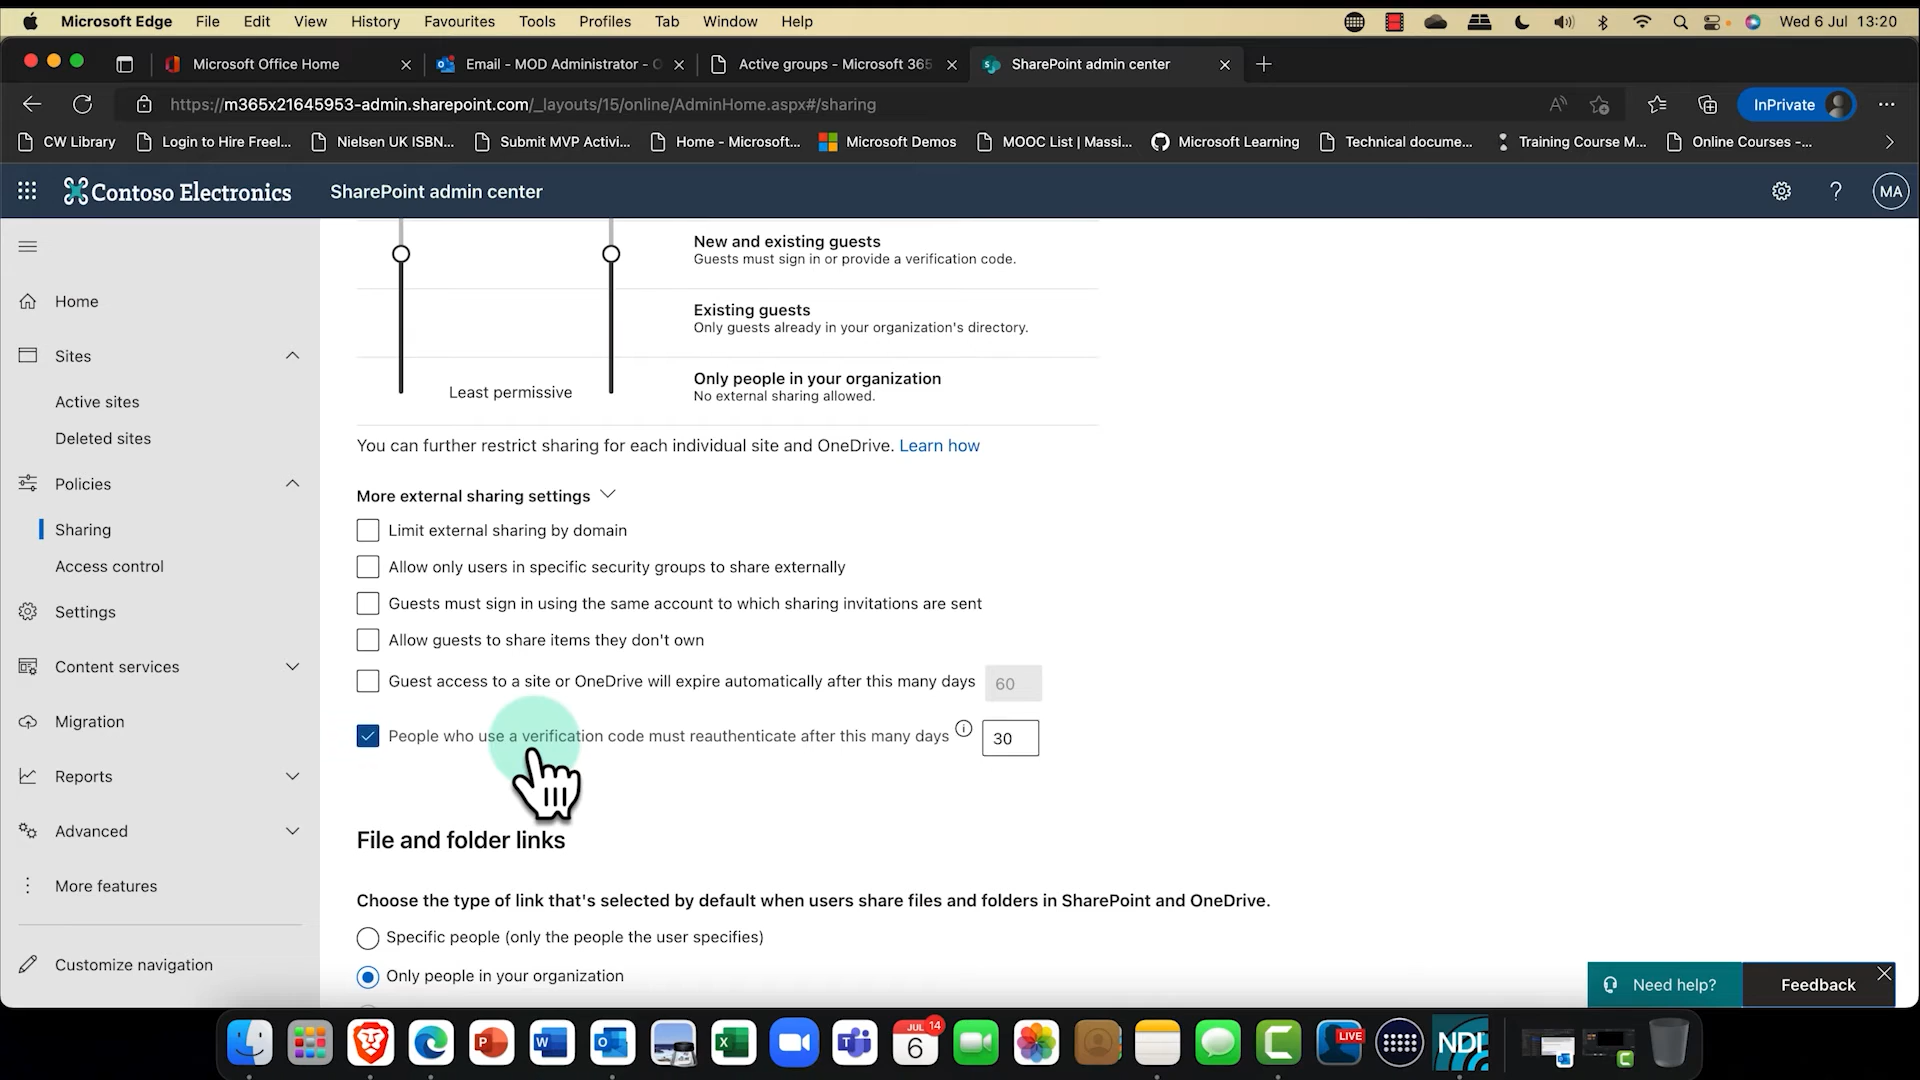 Microsoft Edge File Edit View History Favourites Tools Profiles Tab Window Help Wed 6 Jul 13:20
Microsoft Office Home Email - MOD Administrator - O Active groups - Microsoft 365 SharePoint admin center
https://m365x21645953-admin.sharepoint.com/_layouts/15/online/AdminHome.aspx#/sharing InPrivate
CW Library Login to Hire Freel... Nielsen UK ISBN... Submit MVP Activi... Home - Microsoft... Microsoft Demos MOOC List | Massi... Microsoft Learning Technical docume... Training Course M... Online Courses -...
Contoso Electronics SharePoint admin center ? MA
Home
Sites
Active sites
Deleted sites
Policies
Sharing
Access control
Settings
Content services
Migration
Reports
Advanced
More features
Customize navigation
New and existing guests
Guests must sign in or provide a verification code.
Existing guests
Only guests already in your organization's directory.
Least permissive
Only people in your organization
No external sharing allowed.
You can further restrict sharing for each individual site and OneDrive. Learn how
More external sharing settings
Limit external sharing by domain
Allow only users in specific security groups to share externally
Guests must sign in using the same account to which sharing invitations are sent
Allow guests to share items they don't own
Guest access to a site or OneDrive will expire automatically after this many days 60
People who use a verification code must reauthenticate after this many days 30
File and folder links
Choose the type of link that's selected by default when users share files and folders in SharePoint and OneDrive.
Specific people (only the people the user specifies)
Only people in your organization
Need help? Feedback
JUL 14
6
LIVE
NDI